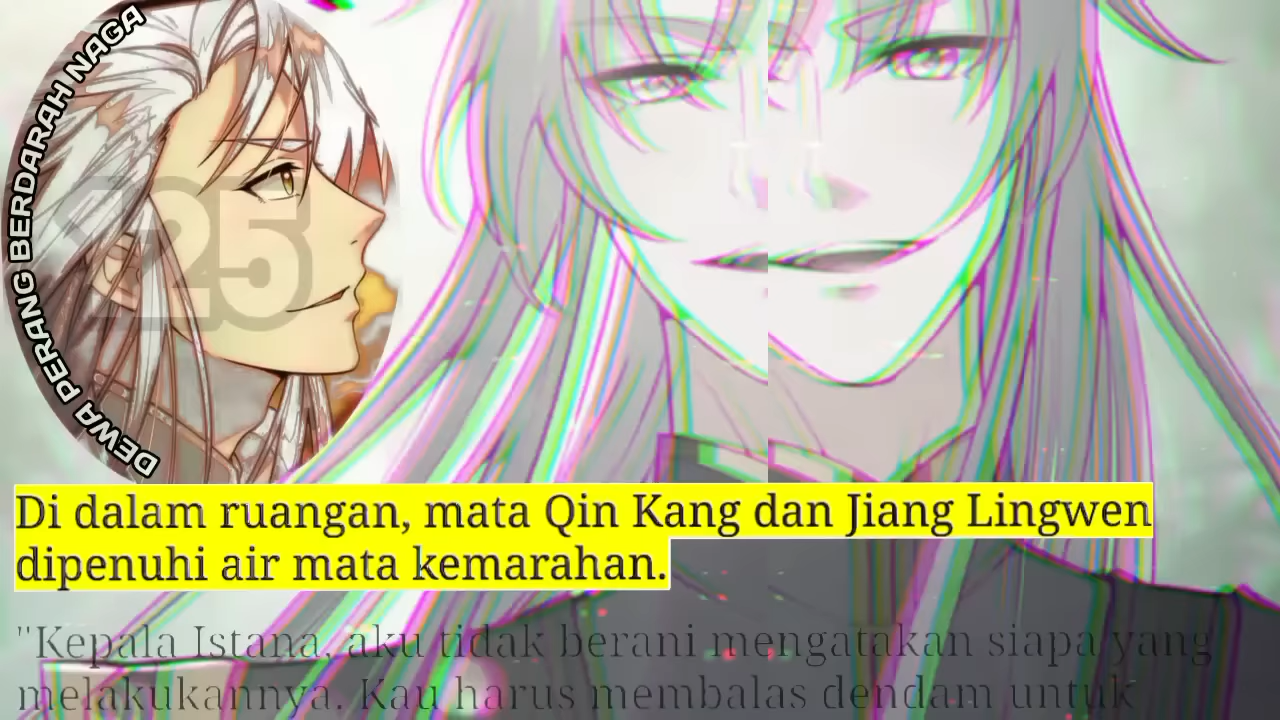 DEWA PERANG BERDARAH NAGA
125
Di dalam ruangan, mata Qin Kang dan Jiang Lingwen
dipenuhi air mata kemarahan.
"Kepala Istana, aku tidak berani mengatakan siapa yang
melakukannya. Kau harus membalas dendam untuk